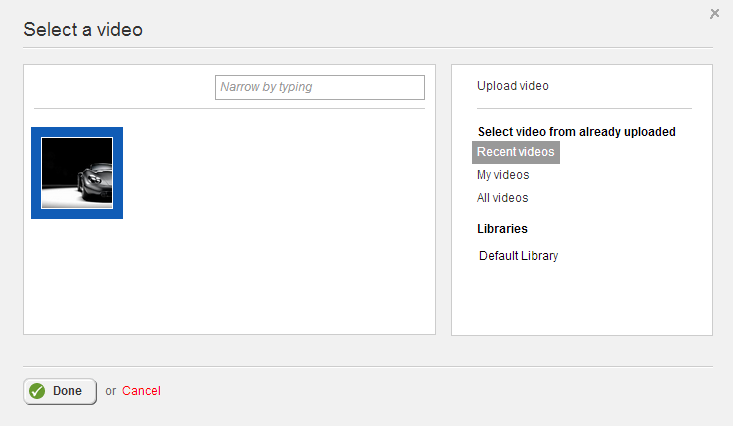 Select a video
Narrow by typing
Upload video
Select video from already uploaded
Recent videos
My videos
All videos
Libraries
Default Library
Done or Cancel